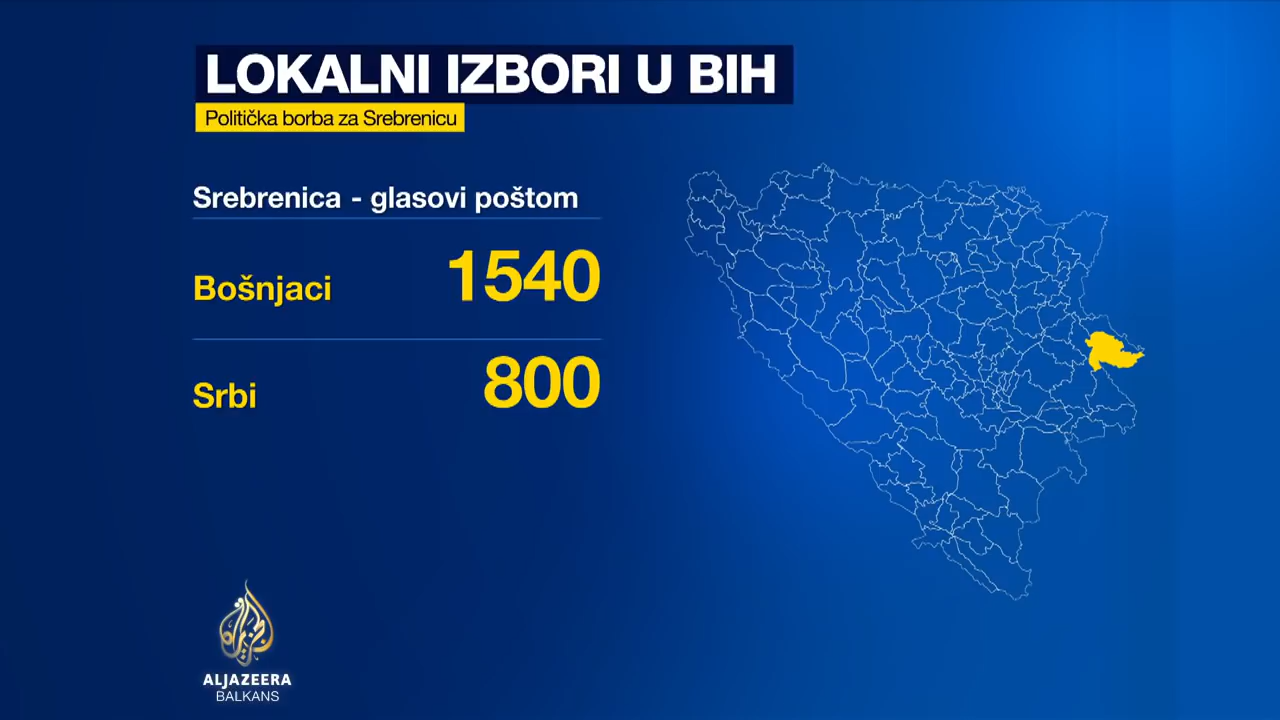 LOKALNI IZBORI U BIH
Politička borba za Srebrenicu
Srebrenica - glasovi poštom
Bošnjaci 1540
Srbi 800
ALJAZEERA
BALKANS